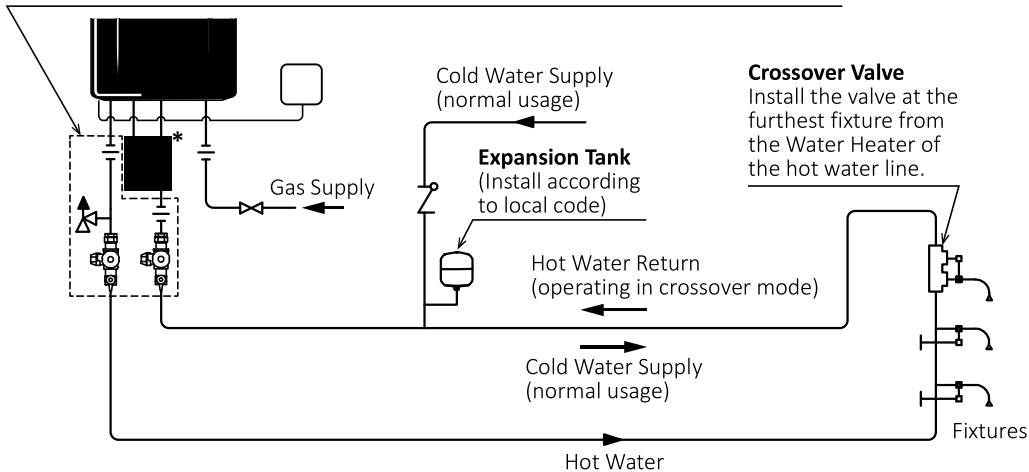 Cold Water Supply
(normal usage)
Crossover Valve
Install the valve at the
furthest fixture from
the Water Heater of
the hot water line.
*
Expansion Tank
(Install according
to local code)
Gas Supply
Hot Water Return
(operating in crossover mode)
Cold Water Supply
(normal usage)
Fixtures
Hot Water